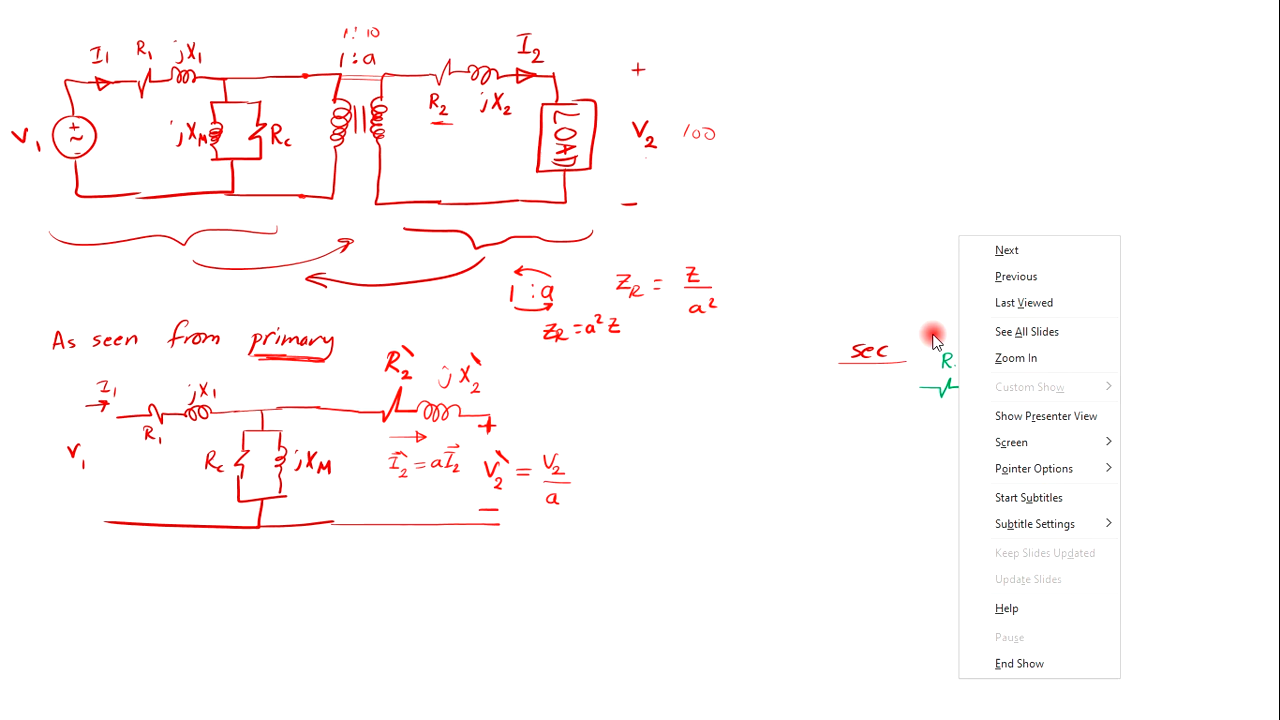 1:10
1:a
I1 R1 jX1
I2
R2 jX2
+
V1
+
~
-
jXM Rc
LOAD
V2 100
-
1:a
ZR = Z/a²
ZR = a²Z
As seen from primary
I1 jX1
R1
R2` jX2`
V1
Rc jXM
I2` = aI2
+
V2` = V2/a
-
sec
R
Next
Previous
Last Viewed
See All Slides
Zoom In
Custom Show
Show Presenter View
Screen
Pointer Options
Start Subtitles
Subtitle Settings
Keep Slides Updated
Update Slides
Help
Pause
End Show